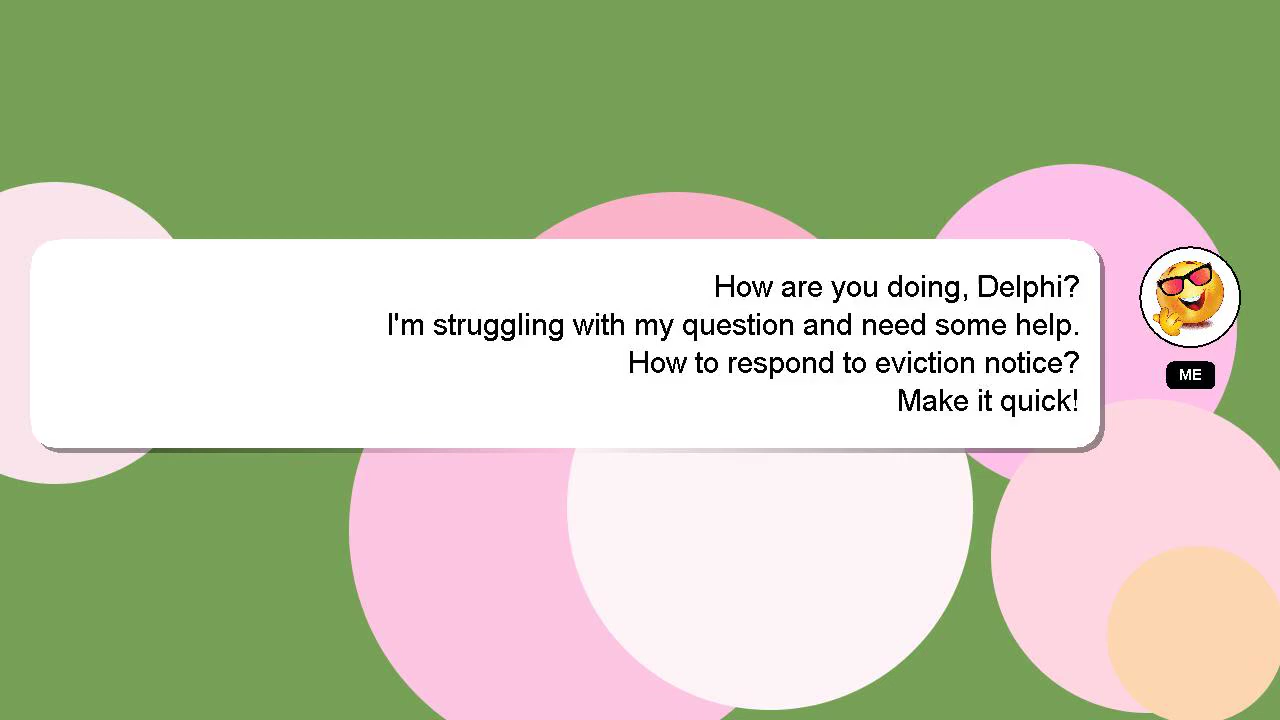 How are you doing, Delphi?
I'm struggling with my question and need some help.
How to respond to eviction notice?
Make it quick!
ME